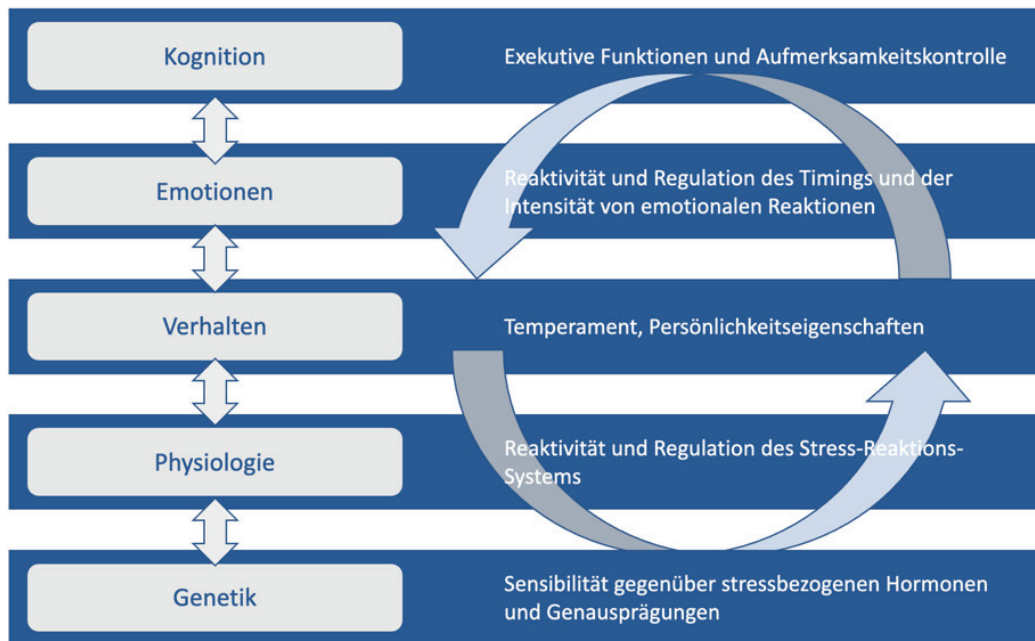 Kognition
Exekutive Funktionen und Aufmerksamkeitskontrolle
Emotionen
Reaktivität und Regulation des Timings und der
Intensität von emotionalen Reaktionen
Verhalten
Temperament, Persönlichkeitseigenschaften
Physiologie
Reaktivität und Regulation des Stress-Reaktions-
Systems
Genetik
Sensibilität gegenüber stressbezogenen Hormonen
und Genausprägungen